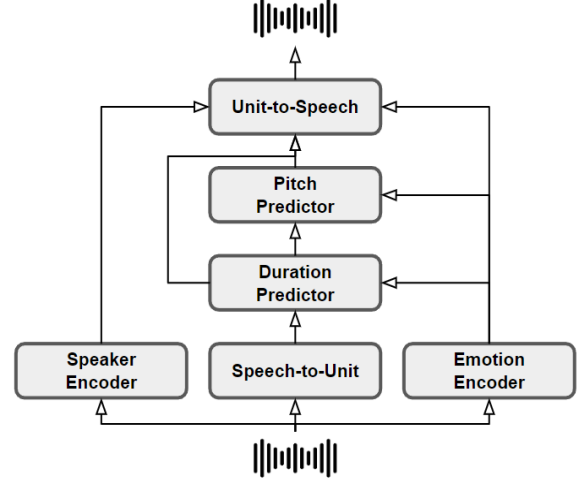 Unit-to-Speech
Pitch
Predictor
Duration
Predictor
Speaker
Encoder
Speech-to-Unit
Emotion
Encoder